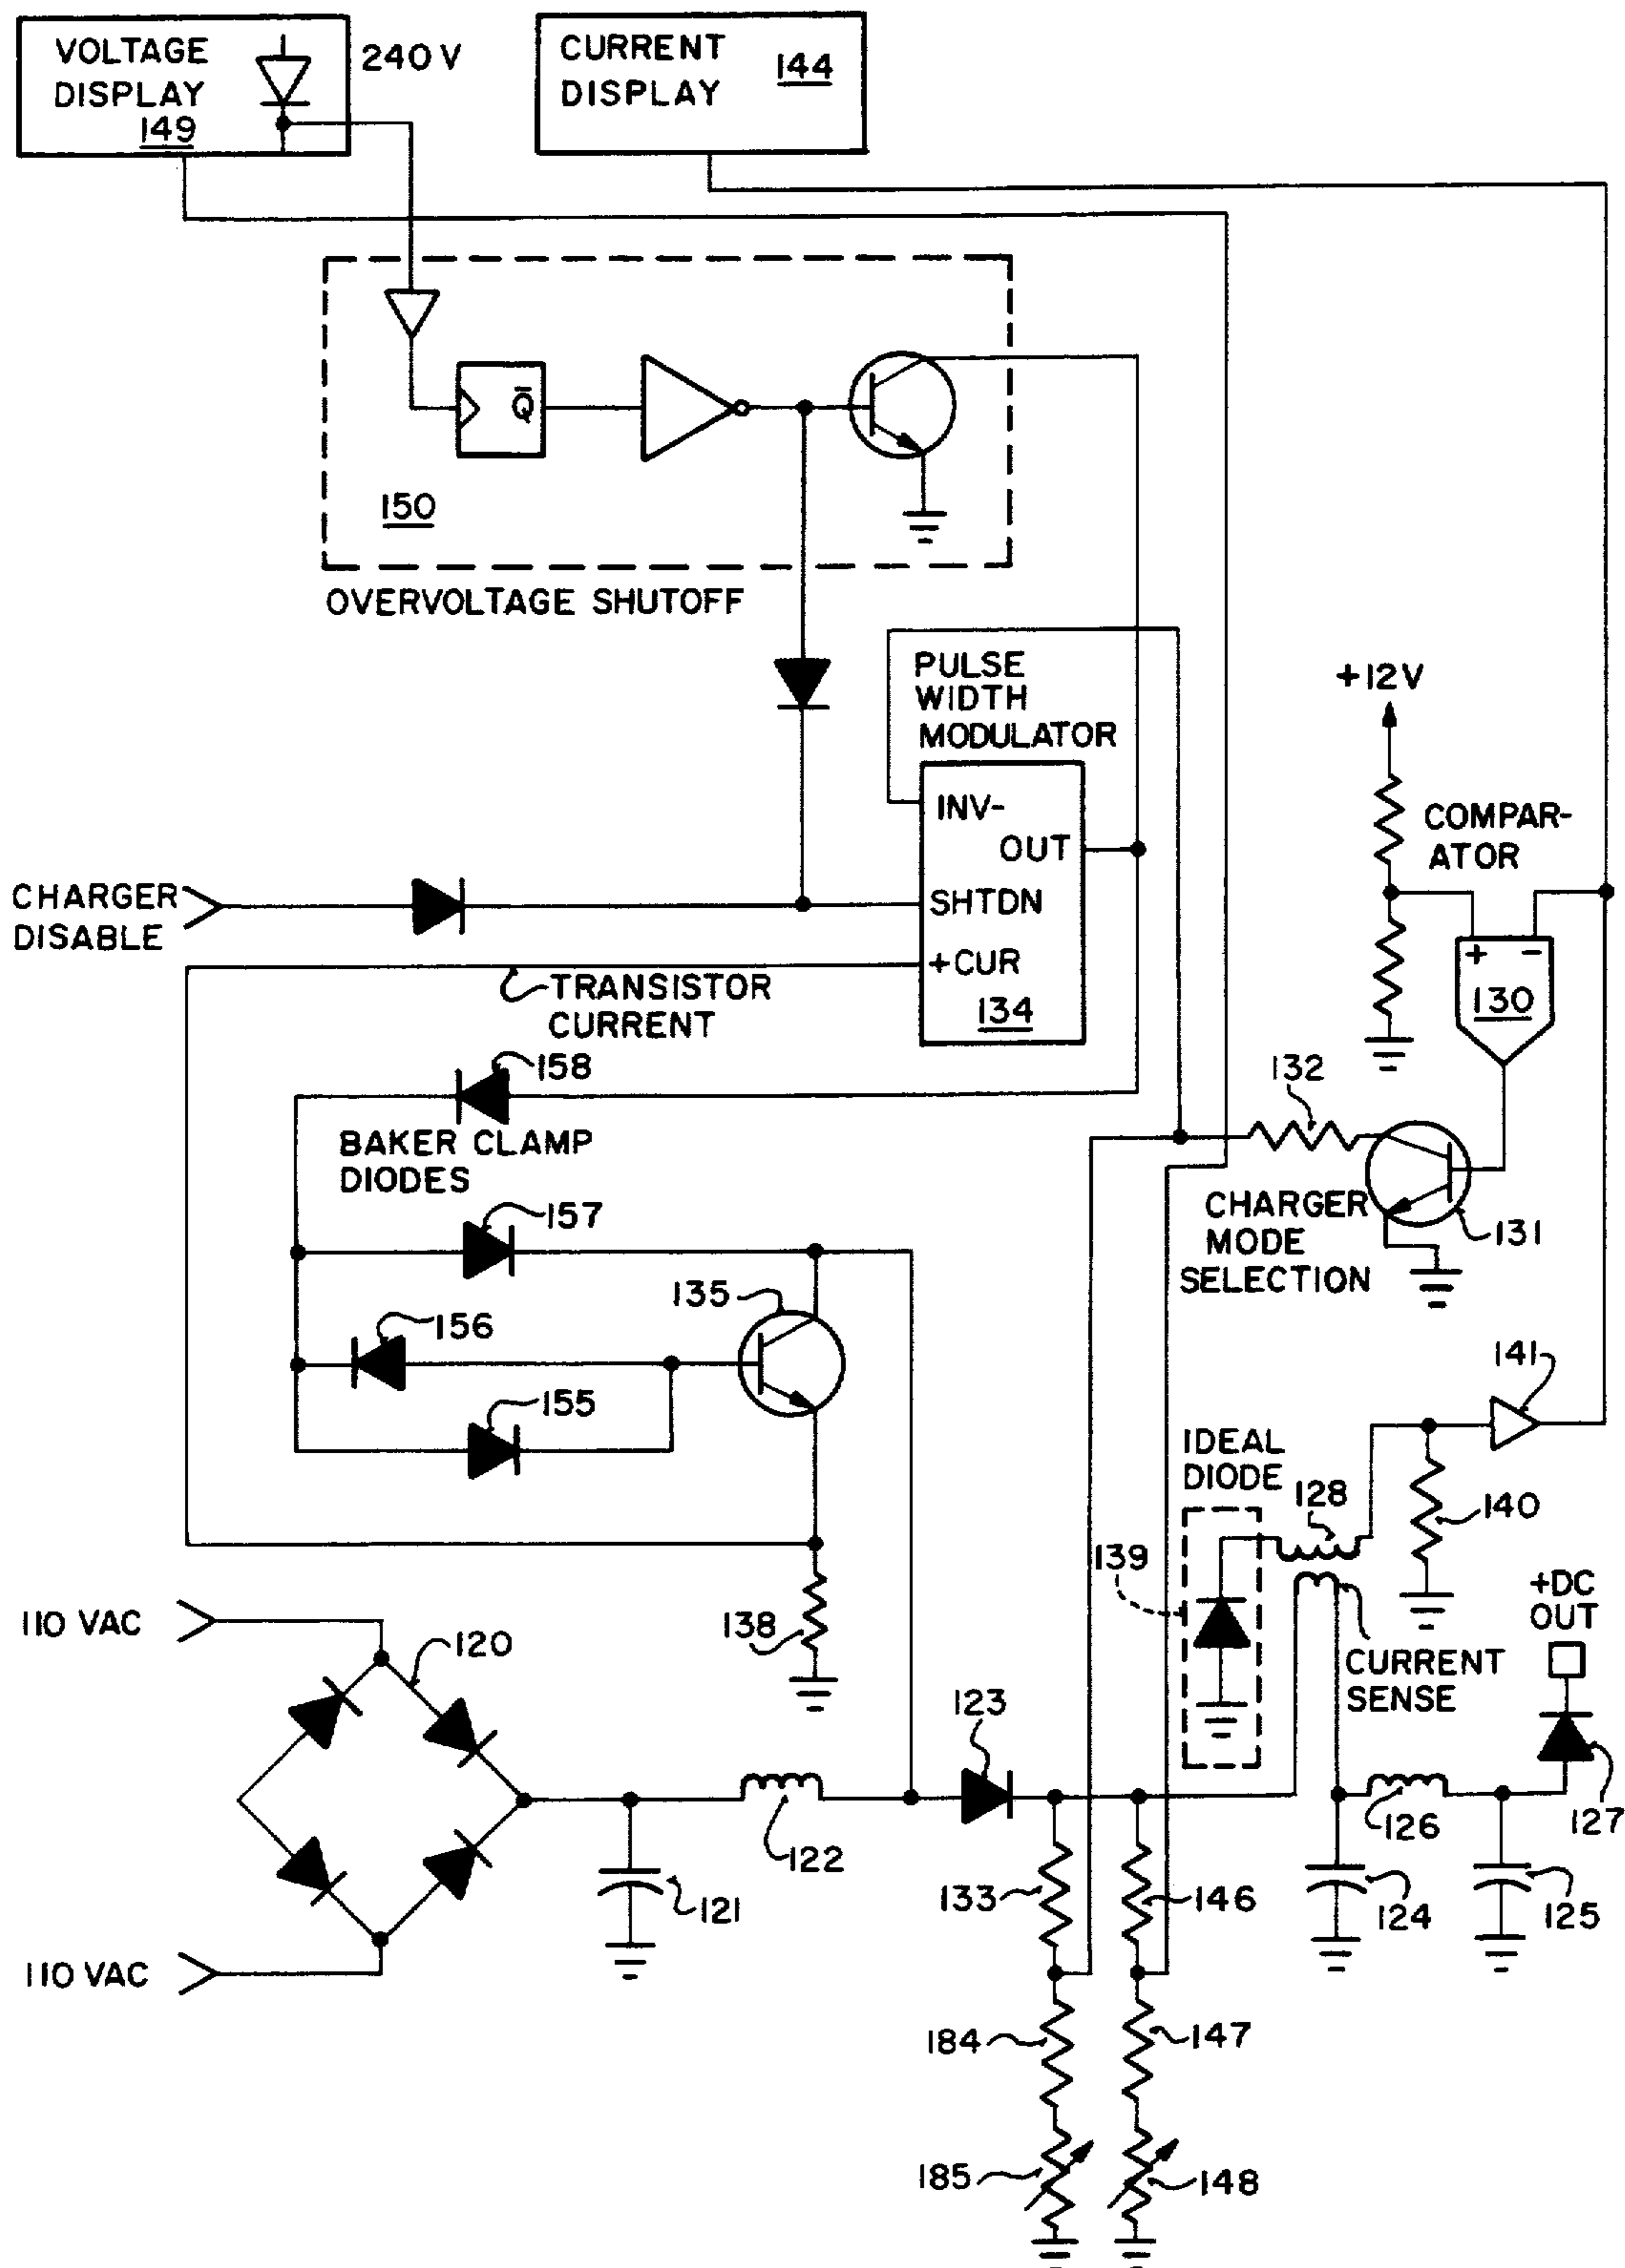 VOLTAGE
DISPLAY
149
240 V
CURRENT
DISPLAY
144
Q̅
150
OVERVOLTAGE SHUTOFF
PULSE
WIDTH
MODULATOR
+12V
INV-
OUT
SHTDN
+CUR
134
COMPAR-
ATOR
+ -
130
CHARGER
DISABLE
TRANSISTOR
CURRENT
158
BAKER CLAMP
DIODES
157
135
156
155
132
CHARGER
MODE
SELECTION
131
141
IDEAL
DIODE
128
140
139
+DC
OUT
CURRENT
SENSE
110 VAC
120
138
123
127
126
122
121
133
146
124
125
110 VAC
184
147
185
148